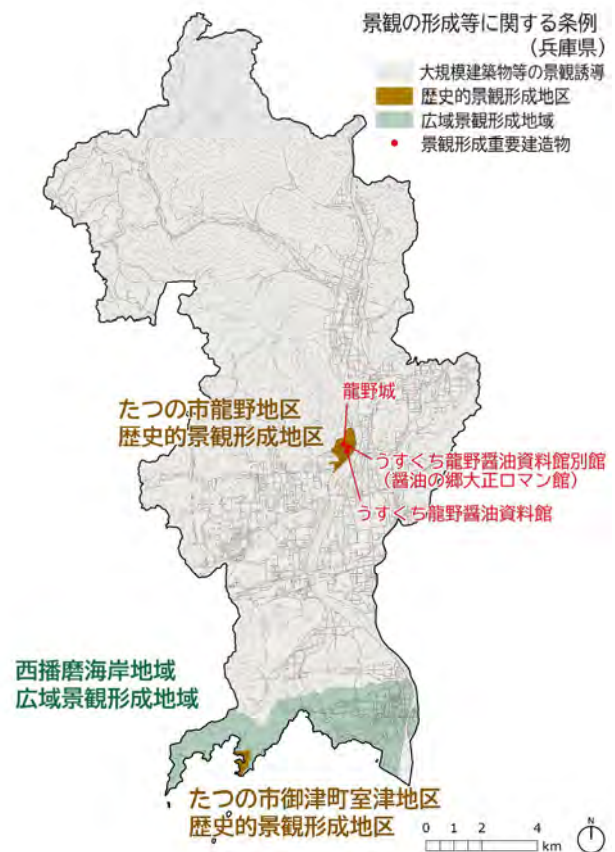 景観の形成等に関する条例
（兵庫県）
大規模建築物等の景観誘導
歴史的景観形成地区
広域景観形成地域
景観形成重要建造物
龍野城
たつの市龍野地区
歴史的景観形成地区
うすくち龍野醤油資料館別館
（醤油の郷大正ロマン館）
うすくち龍野醤油資料館
西播磨海岸地域
広域景観形成地域
たつの市御津町室津地区
歴史的景観形成地区
0 1 2 4
km
N